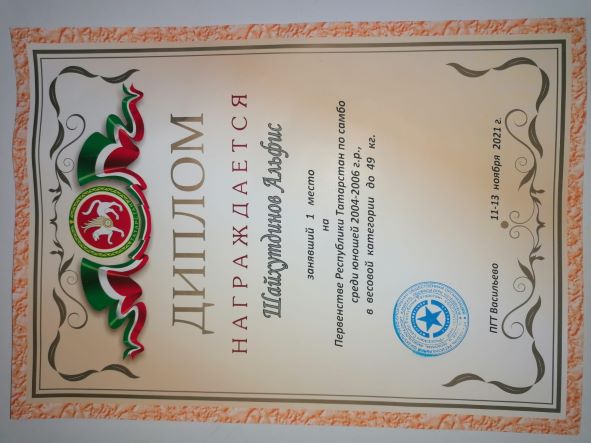 ДИПЛОМ
НАГРАЖДАЕТСЯ
Шайхутдинов Альфис
занявший 1 место
на
Первенстве Республики Татарстан по самбо
среди юношей 2004-2006 г.р.,
в весовой категории до 49 кг.
ПГТ Васильево 11-13 ноября 2021 г.